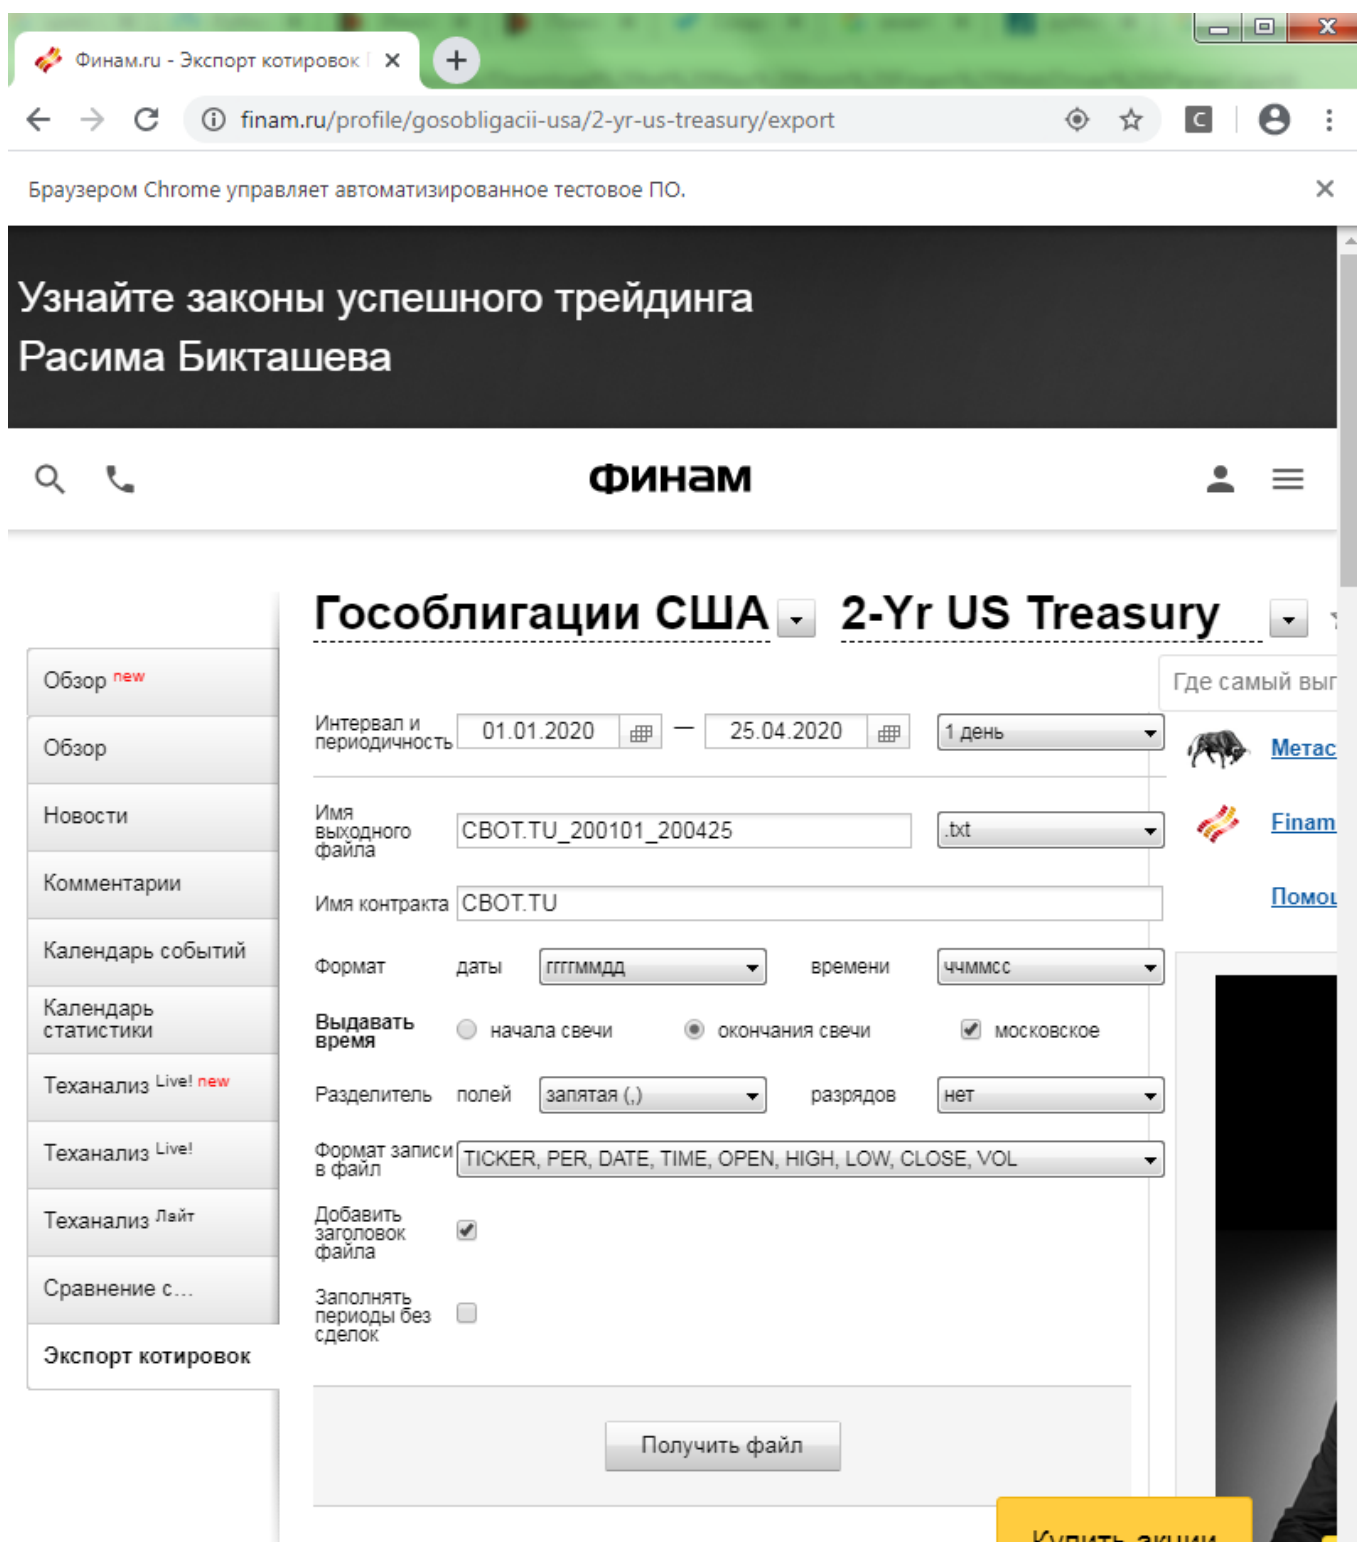 Финам.ru - Экспорт котировок
finam.ru/profile/gosobligacii-usa/2-yr-us-treasury/export
C
Браузером Chrome управляет автоматизированное тестовое ПО.
Узнайте законы успешного трейдинга
Расима Бикташева
ФИНАМ
Гособлигации США 2-Yr US Treasury
Обзор new
Обзор
Новости
Комментарии
Календарь событий
Календарь
статистики
Теханализ Live! new
Теханализ Live!
Теханализ Лайт
Сравнение с...
Экспорт котировок
Где самый
Интервал и
периодичность
01.01.2020 — 25.04.2020 1 день
Имя
выходного
файла
CBOT.TU_200101_200425 .txt
Имя контракта CBOT.TU
Формат даты ггггммдд времени ччммсс
Выдавать
время
начала свечи окончания свечи московское
Разделитель полей запятая (,) разрядов нет
Формат записи
в файл
TICKER, PER, DATE, TIME, OPEN, HIGH, LOW, CLOSE, VOL
Добавить
заголовок
файла
Заполнять
периоды без
сделок
Получить файл
Метас
Finam
Купить акции